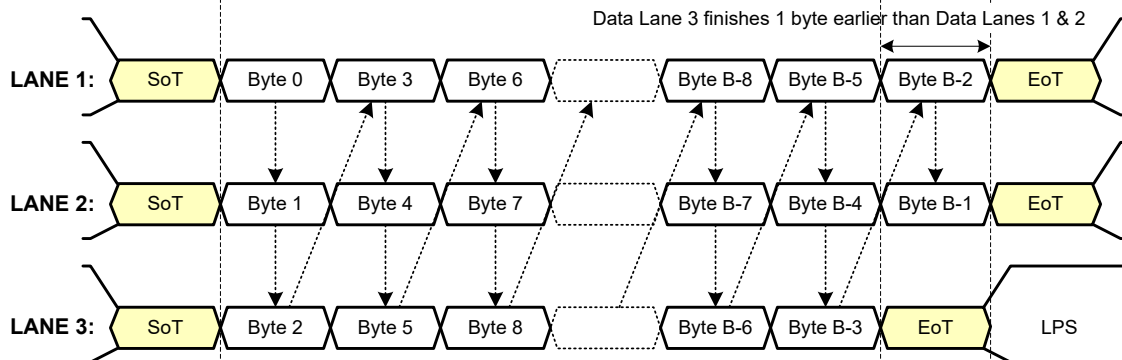 Data Lane 3 finishes 1 byte earlier than Data Lanes 1 & 2
LANE 1: SoT Byte 0 Byte 3 Byte 6 Byte B-8 Byte B-5 Byte B-2 EoT
LANE 2: SoT Byte 1 Byte 4 Byte 7 Byte B-7 Byte B-4 Byte B-1 EoT
LANE 3: SoT Byte 2 Byte 5 Byte 8 Byte B-6 Byte B-3 EoT LPS